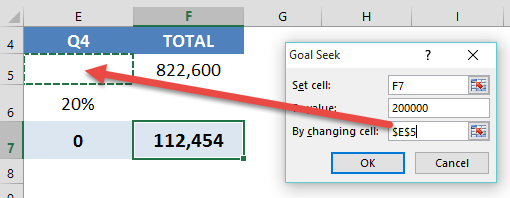 E F G H I
4 Q4 TOTAL
5 822,600
6 20%
7 0 112,454
8
Goal Seek ? ×
Set cell: F7
value: 200000
By changing cell: $E$5
OK Cancel